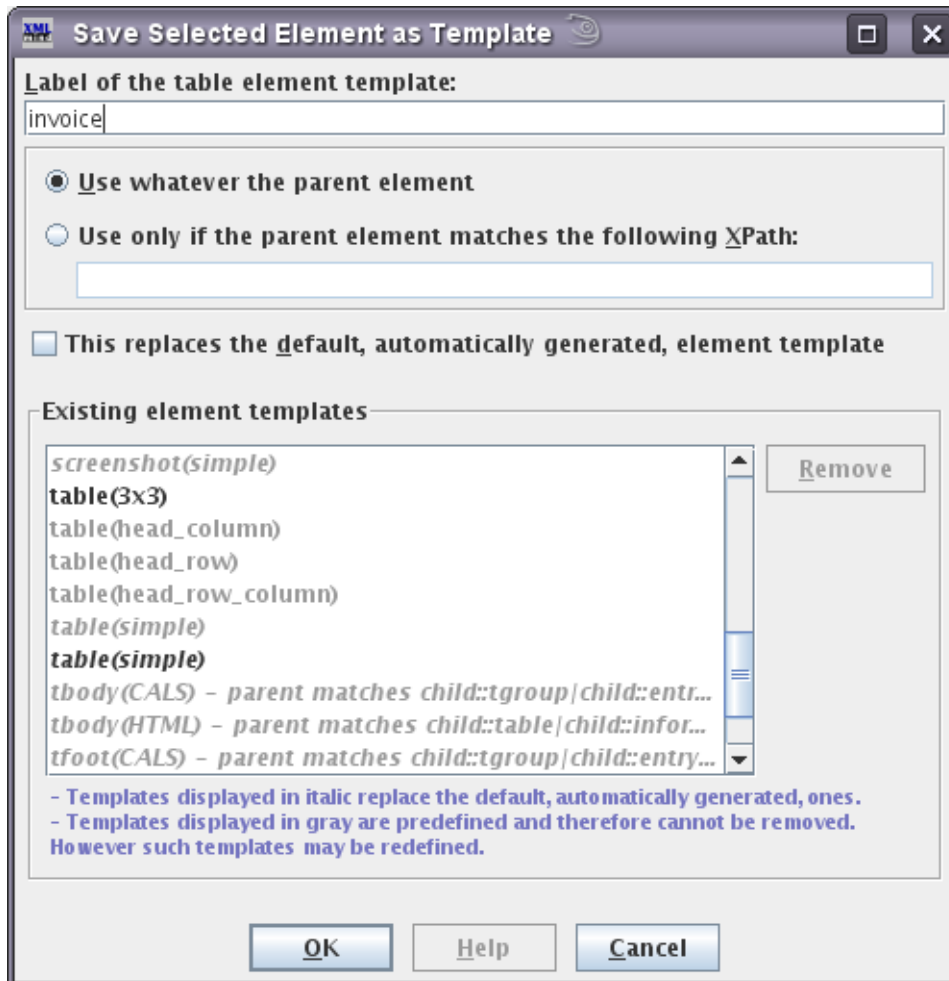 XML
Save Selected Element as Template
Label of the table element template:
invoice
Use whatever the parent element
Use only if the parent element matches the following XPath:
This replaces the default, automatically generated, element template
Existing element templates
screenshot(simple)
Remove
table(3x3)
table(head_column)
table(head_row)
table(head_row_column)
table(simple)
table(simple)
tbody(CALS) – parent matches child::tgroup|child::entr...
tbody(HTML) – parent matches child::table|child::infor...
tfoot(CALS) – parent matches child::tgroup|child::entry...
– Templates displayed in italic replace the default, automatically generated, ones.
– Templates displayed in gray are predefined and therefore cannot be removed.
However such templates may be redefined.
OK Help Cancel